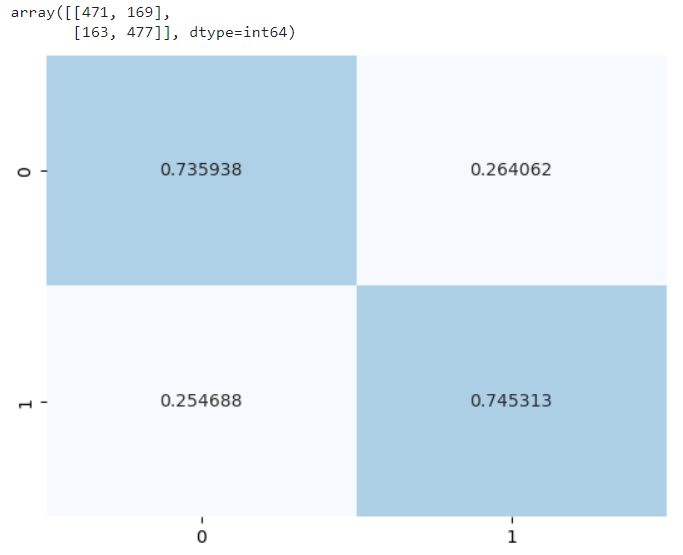 array([[471, 169],
       [163, 477]], dtype=int64)
0 0.735938 0.264062
1 0.254688 0.745313
0 1